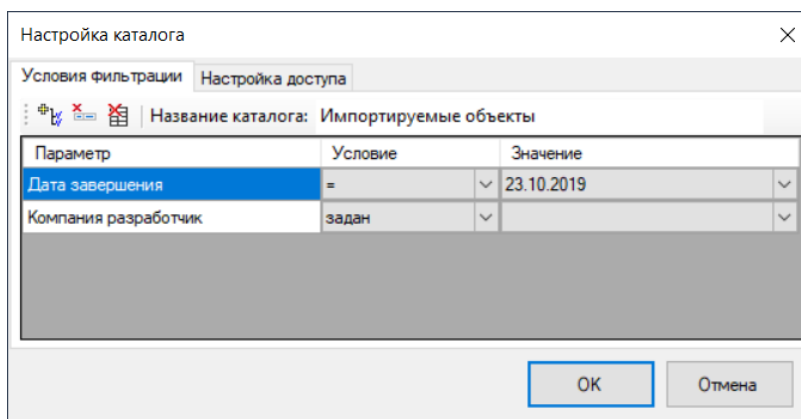 Настройка каталога
Условия фильтрации Настройка доступа
Название каталога: Импортируемые объекты
Параметр Условие Значение
Дата завершения = 23.10.2019
Компания разработчик задан
OK Отмена